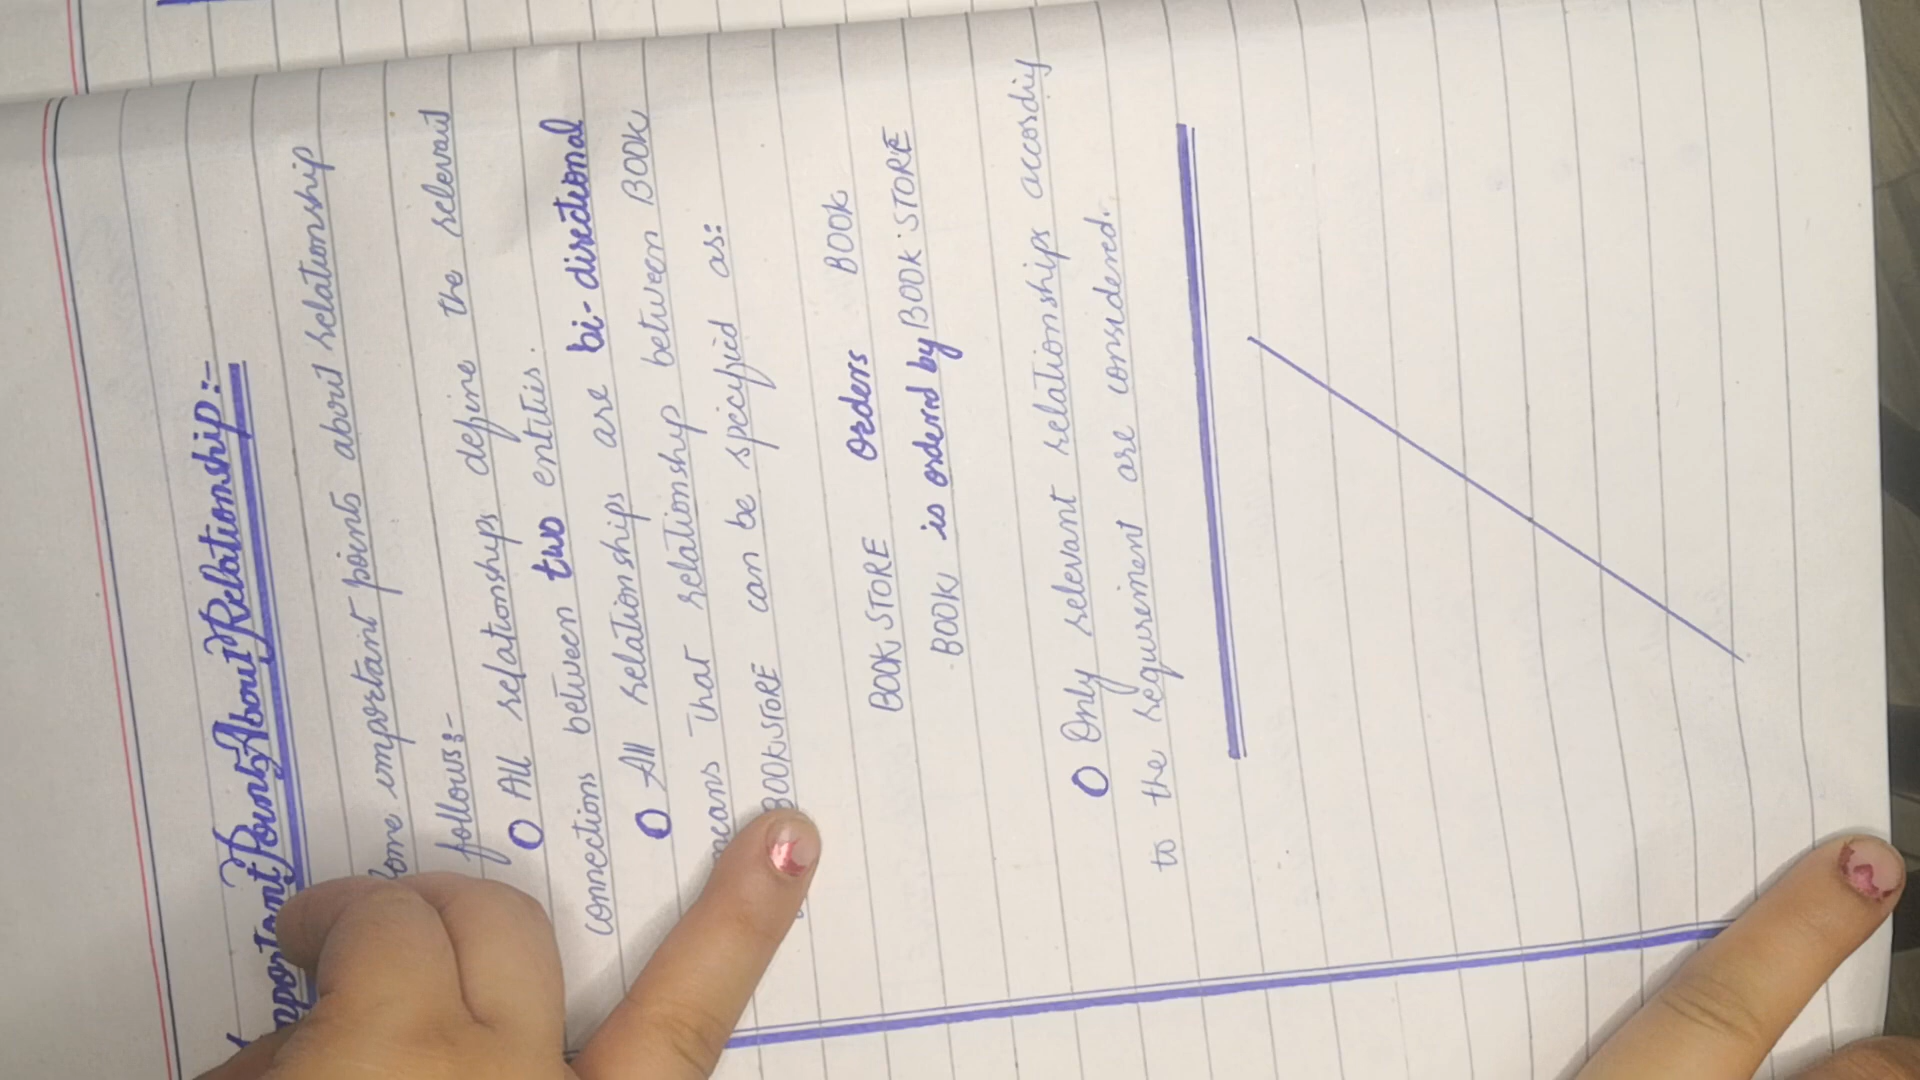 Important Points About Relationship:-
Some important points about relationship
follows:-
O All relationships define the relevant
connections between two entities.
O All relationships are bi-directional
means that relationship between BOOK
BOOKSTORE can be specified as:
BOOK STORE orders BOOK
BOOK is ordered by BOOK STORE
O Only relevant relationships according
to the requirement are considered.